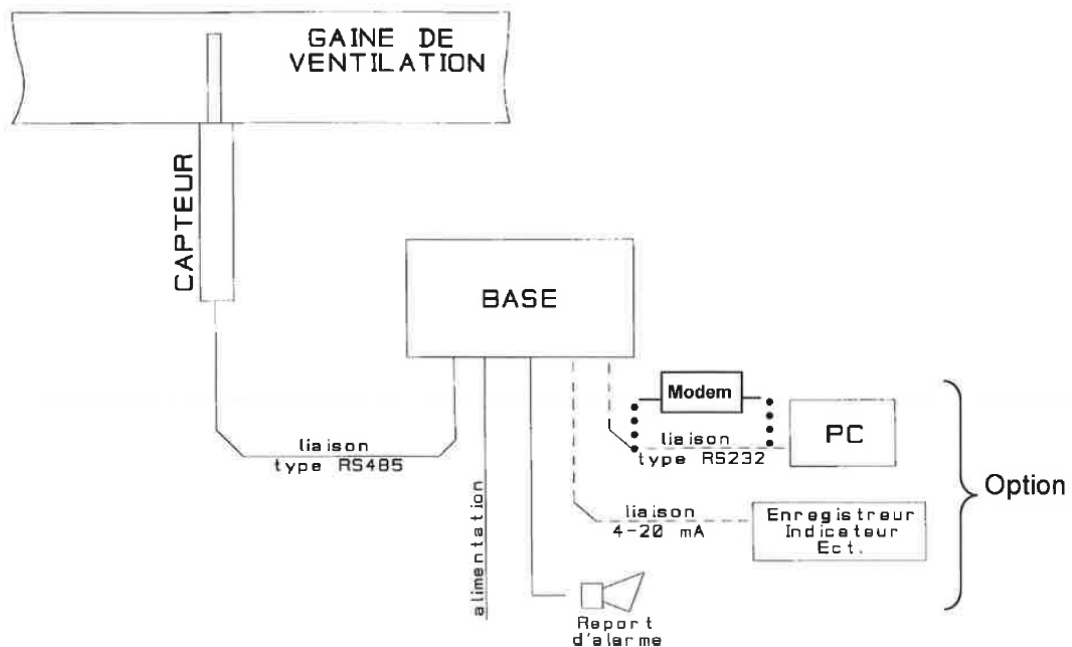 GAINE DE
VENTILATION
CAPTEUR
BASE
Modem
liaison
type RS232
PC
liaison
type RS485
Option
alimentation
liaison
4-20 mA
Enregistreur
Indicateur
Ect.
Report
d'alarme